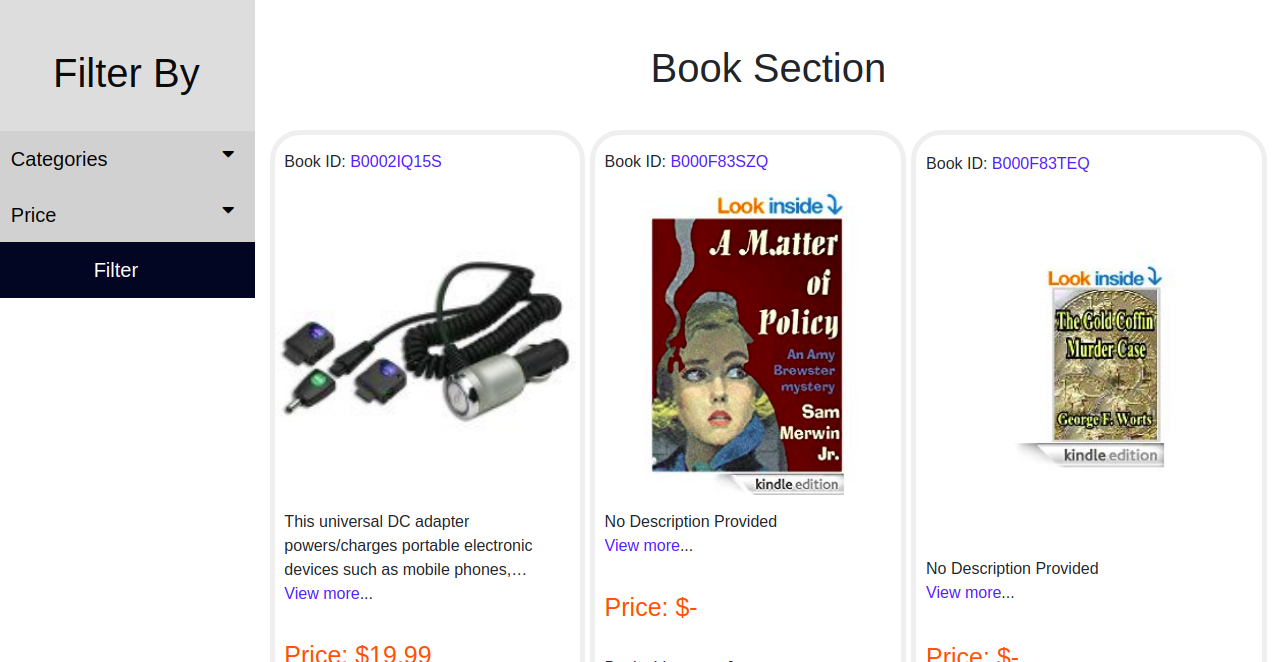 Filter By
Categories
Price
Filter
Book Section
Book ID: B0002IQ15S
This universal DC adapter
powers/charges portable electronic
devices such as mobile phones,…
View more...
Price: $19.99
Book ID: B000F83SZQ
Look inside
A Matter
of
Policy
An Amy
Brewster
mystery
Sam
Merwin
Jr.
kindle edition
No Description Provided
View more...
Price: $-
Book ID: B000F83TEQ
Look inside
The Gold Coffin
Murder Case
George F. Worts
kindle edition
No Description Provided
View more...
Price: $-